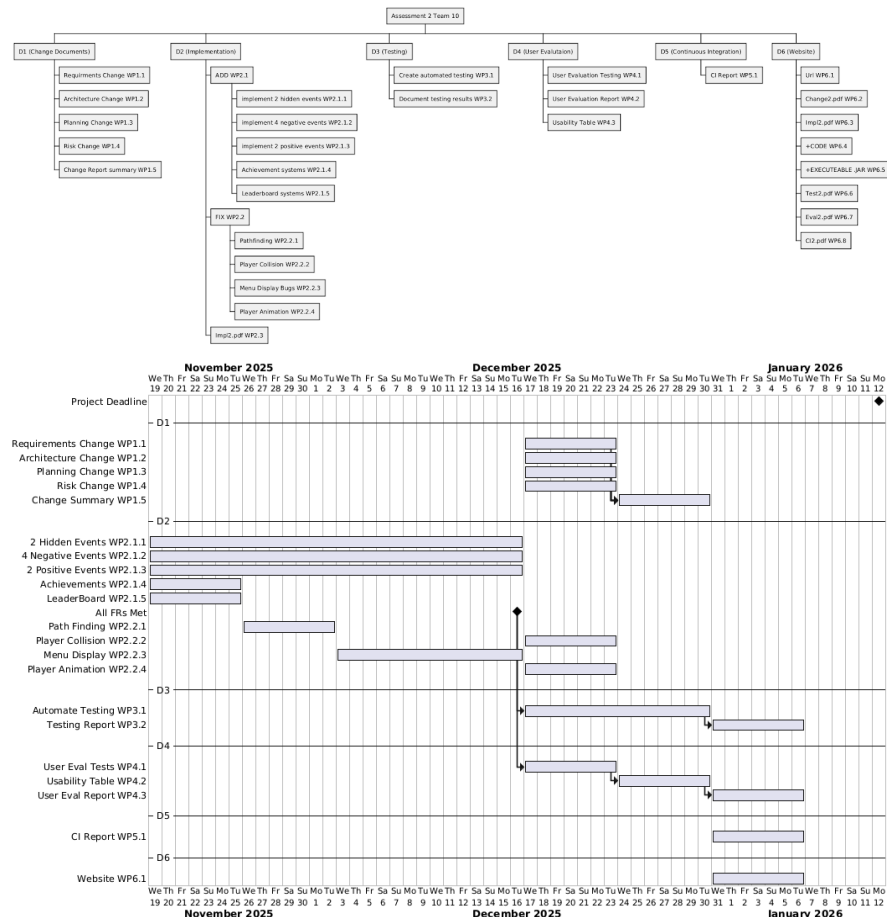 Assessment 2 Team 10
D1 (Change Documents)
D2 (Implementation)
D3 (Testing)
D4 (User Evalutaion)
D5 (Continuous Integration)
D6 (Website)
Requirments Change WP1.1
Architecture Change WP1.2
Planning Change WP1.3
Risk Change WP1.4
Change Report summary WP1.5
ADD WP2.1
implement 2 hidden events WP2.1.1
implement 4 negative events WP2.1.2
implement 2 positive events WP2.1.3
Achievement systems WP2.1.4
Leaderboard systems WP2.1.5
FIX WP2.2
Pathfinding WP2.2.1
Player Collision WP2.2.2
Menu Display Bugs WP2.2.3
Player Animation WP2.2.4
Impl2.pdf WP2.3
Create automated testing WP3.1
Document testing results WP3.2
User Evaluation Testing WP4.1
User Evaluation Report WP4.2
Usability Table WP4.3
CI Report WP5.1
Url WP6.1
Change2.pdf WP6.2
Impl2.pdf WP6.3
+CODE WP6.4
+EXECUTEABLE .JAR WP6.5
Test2.pdf WP6.6
Eval2.pdf WP6.7
CI2.pdf WP6.8
November 2025 December 2025 January 2026
We Th Fr Sa Su Mo Tu We Th Fr Sa Su Mo Tu We Th Fr Sa Su Mo Tu We Th Fr Sa Su Mo Tu We Th Fr Sa Su Mo Tu We Th Fr Sa Su Mo Tu We Th Fr Sa Su Mo Tu We Th Fr Sa Su Mo
19 20 21 22 23 24 25 26 27 28 29 30 1 2 3 4 5 6 7 8 9 10 11 12 13 14 15 16 17 18 19 20 21 22 23 24 25 26 27 28 29 30 31 1 2 3 4 5 6 7 8 9 10 11 12
Project Deadline
D1
Requirements Change WP1.1
Architecture Change WP1.2
Planning Change WP1.3
Risk Change WP1.4
Change Summary WP1.5
D2
2 Hidden Events WP2.1.1
4 Negative Events WP2.1.2
2 Positive Events WP2.1.3
Achievements WP2.1.4
LeaderBoard WP2.1.5
All FRs Met
Path Finding WP2.2.1
Player Collision WP2.2.2
Menu Display WP2.2.3
Player Animation WP2.2.4
D3
Automate Testing WP3.1
Testing Report WP3.2
D4
User Eval Tests WP4.1
Usability Table WP4.2
User Eval Report WP4.3
D5
CI Report WP5.1
D6
Website WP6.1
We Th Fr Sa Su Mo Tu We Th Fr Sa Su Mo Tu We Th Fr Sa Su Mo Tu We Th Fr Sa Su Mo Tu We Th Fr Sa Su Mo Tu We Th Fr Sa Su Mo Tu We Th Fr Sa Su Mo Tu We Th Fr Sa Su Mo
19 20 21 22 23 24 25 26 27 28 29 30 1 2 3 4 5 6 7 8 9 10 11 12 13 14 15 16 17 18 19 20 21 22 23 24 25 26 27 28 29 30 31 1 2 3 4 5 6 7 8 9 10 11 12
November 2025 December 2025 January 2026